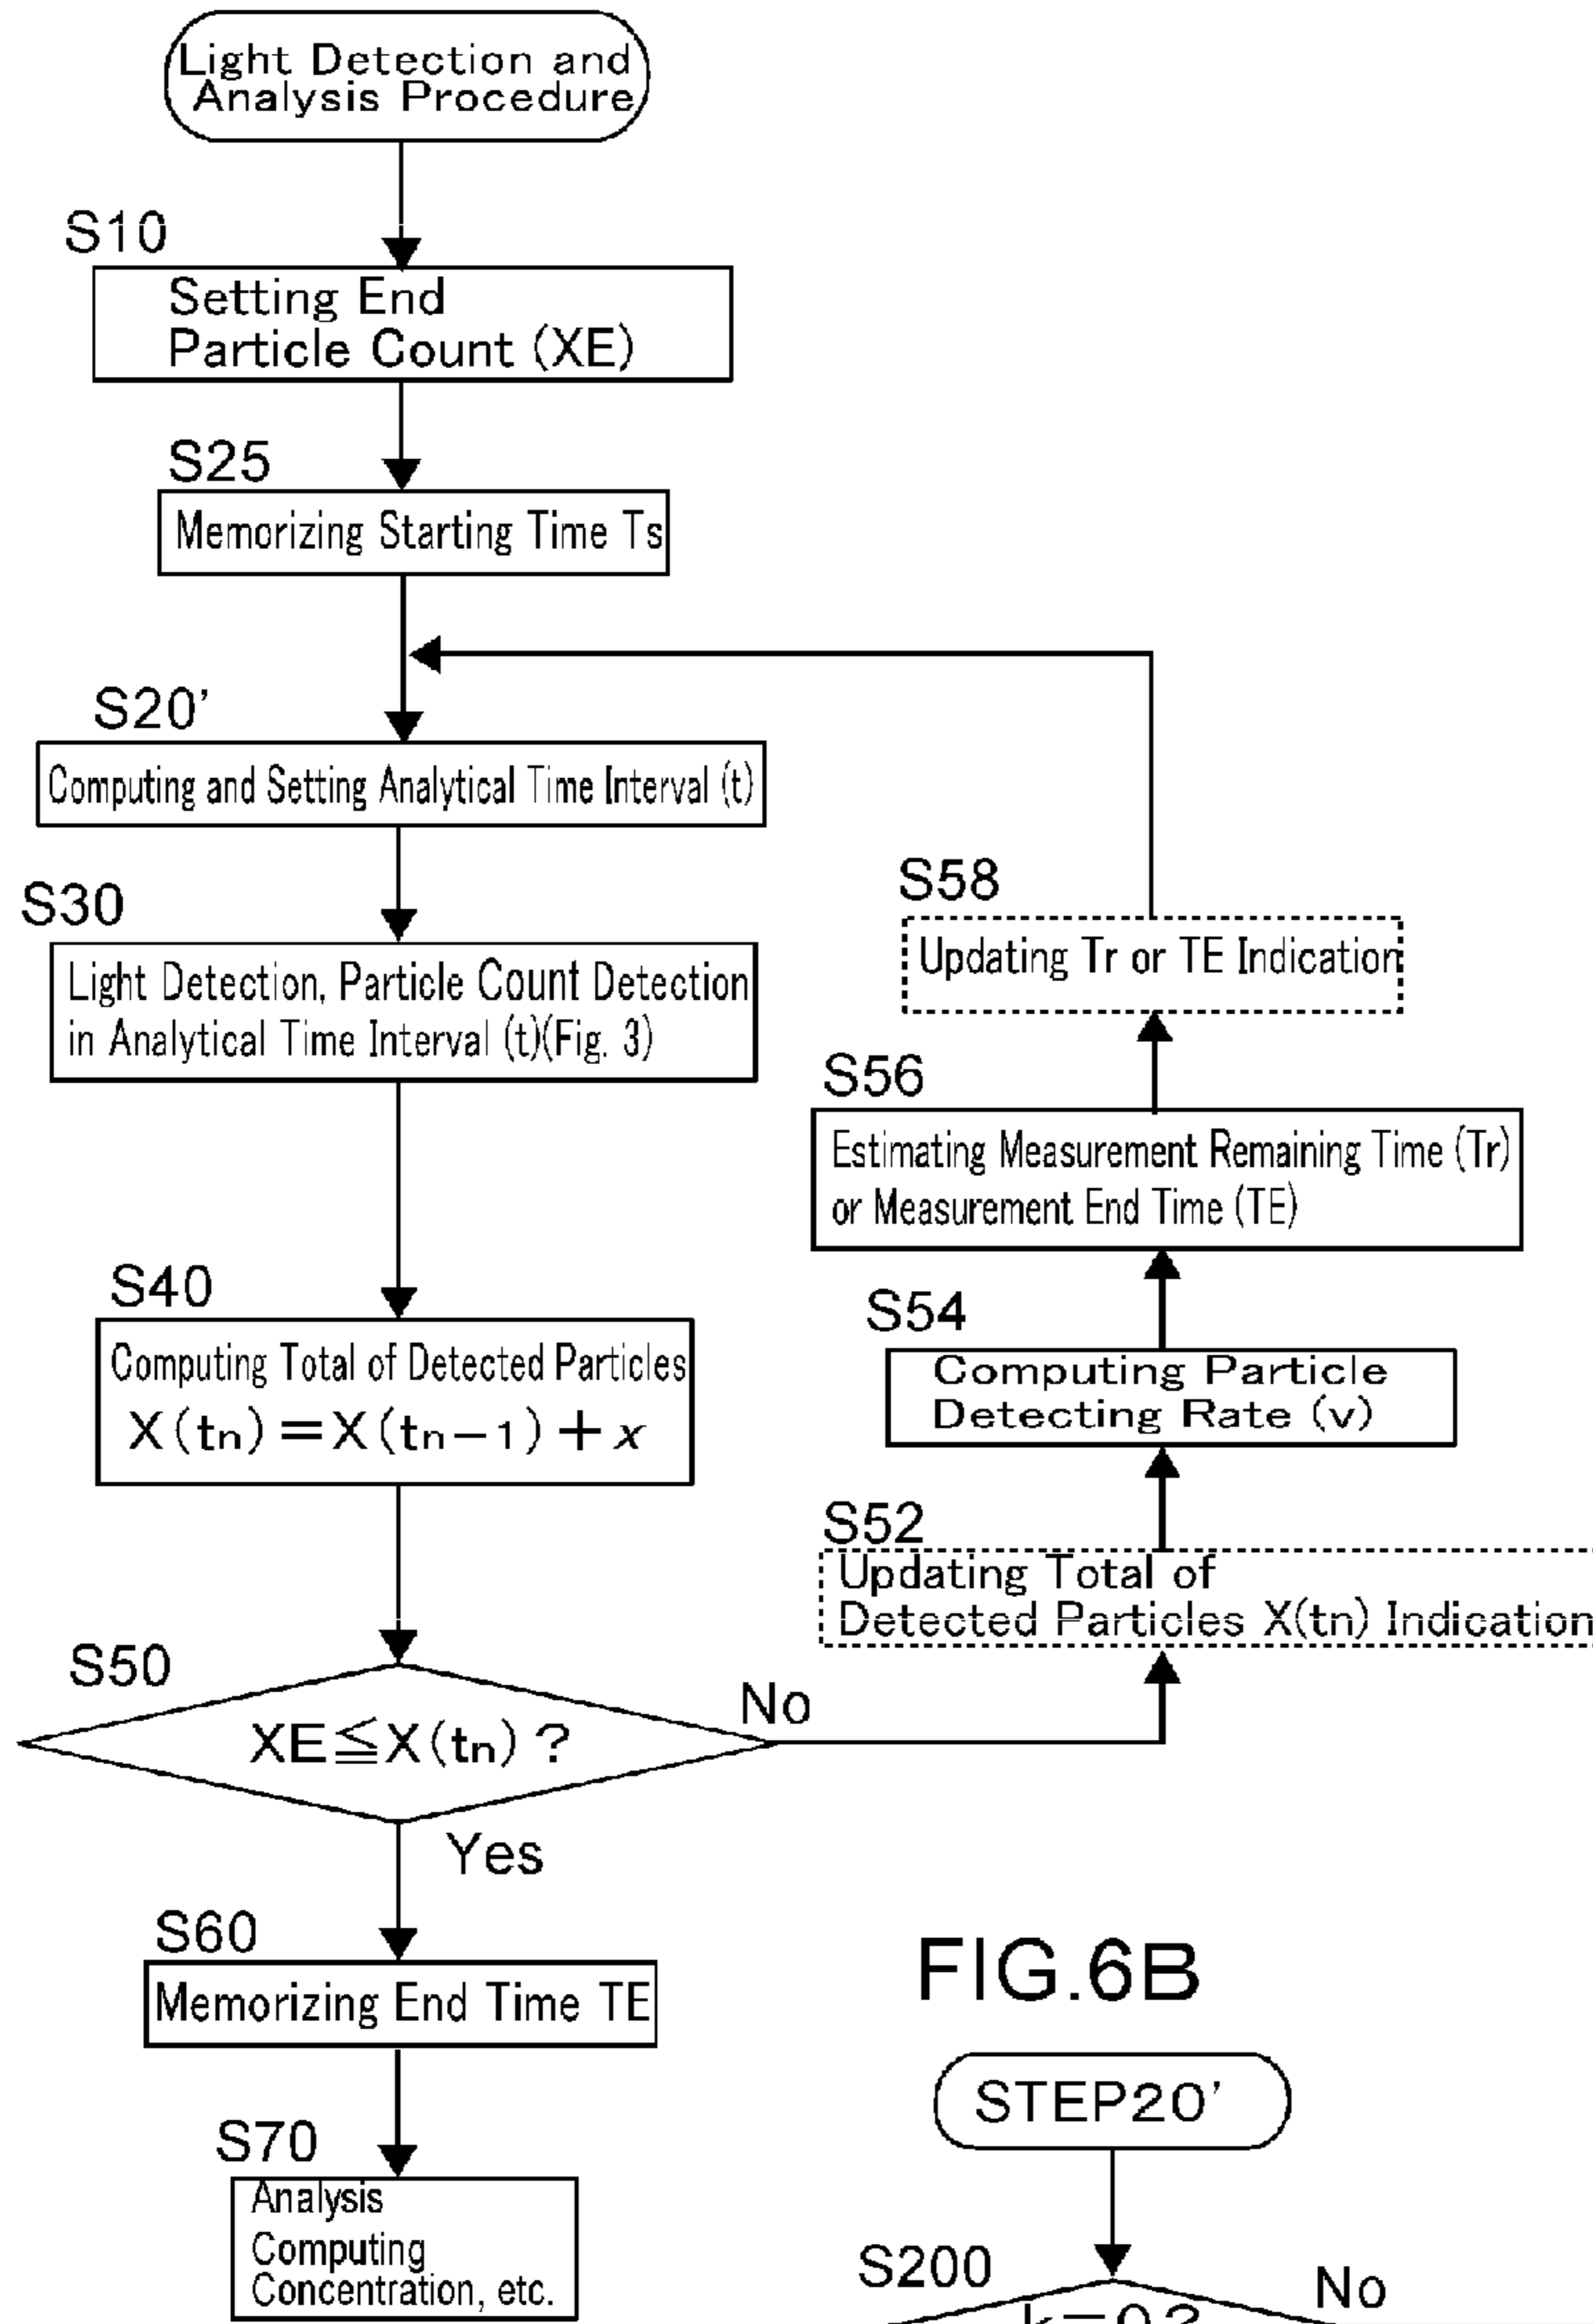 Light Detection and
Analysis Procedure
S10
Setting End
Particle Count (XE)
S25
Memorizing Starting Time Ts
S20'
Computing and Setting Analytical Time Interval (t)
S30
Light Detection, Particle Count Detection
in Analytical Time Interval (t)(Fig. 3)
S40
Computing Total of Detected Particles
X(tn)=X(tn−1)+x
S50
XE≦X(tn)?
No
Yes
S52
Updating Total of
Detected Particles X(tn) Indication
S54
Computing Particle
Detecting Rate (v)
S56
Estimating Measurement Remaining Time (Tr)
or Measurement End Time (TE)
S58
Updating Tr or TE Indication
S60
Memorizing End Time TE
S70
Analysis
Computing
Concentration, etc.
FIG.6B
STEP20'
S200
k=0?
No